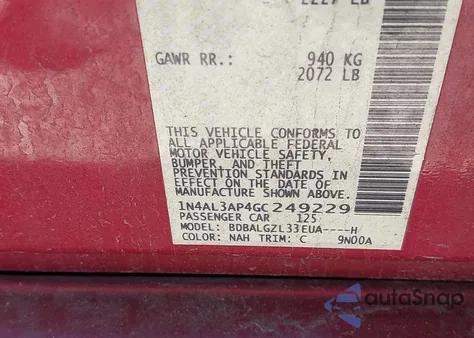 2227 LB
GAWR RR.: 940 KG
2072 LB
THIS VEHICLE CONFORMS TO
ALL APPLICABLE FEDERAL
MOTOR VEHICLE SAFETY,
BUMPER, AND THEFT
PREVENTION STANDARDS IN
EFFECT ON THE DATE OF
MANUFACTURE SHOWN ABOVE.
1N4AL3AP4GC249229
PASSENGER CAR 125
MODEL: BDBALGZL33EUA----H
COLOR: NAH TRIM: C 9N00A
autoSnap